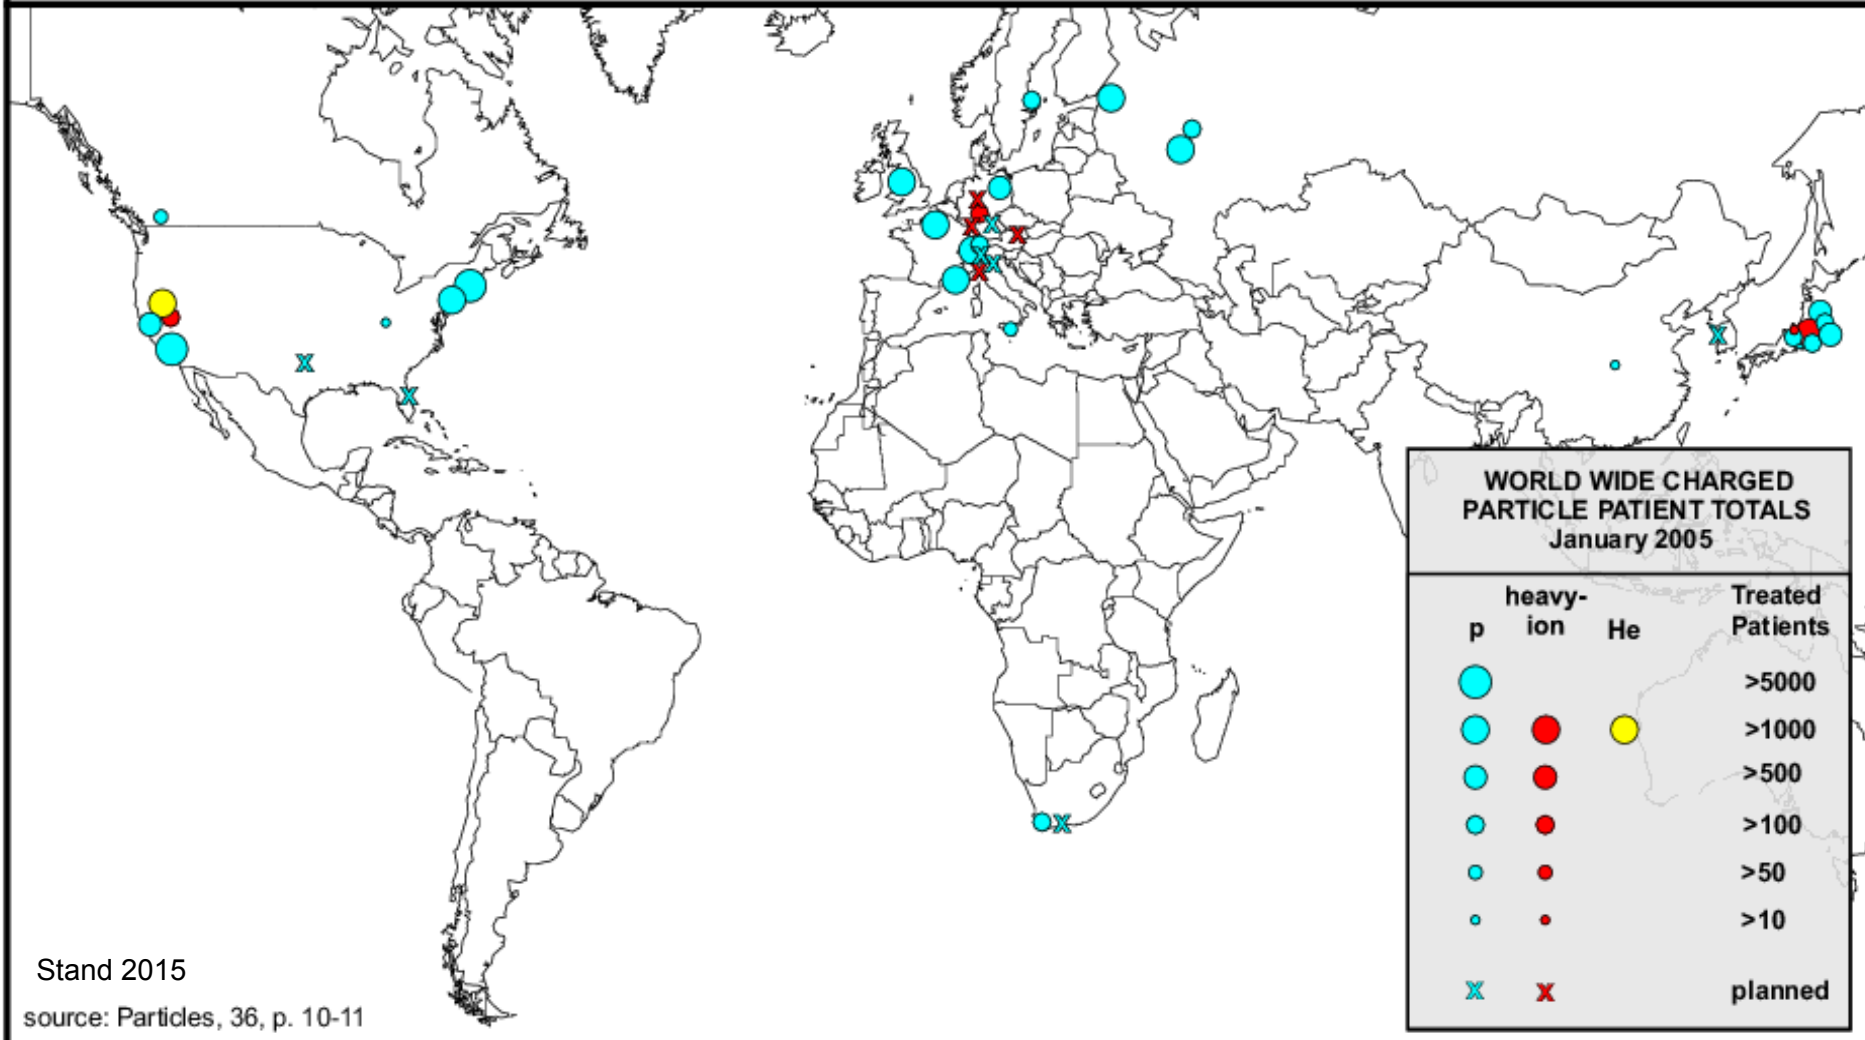 WORLD WIDE CHARGED
PARTICLE PATIENT TOTALS
January 2005
heavy-
ion
p
He
Treated
Patients
>5000
>1000
>500
>100
>50
>10
X X planned
Stand 2015
source: Particles, 36, p. 10-11